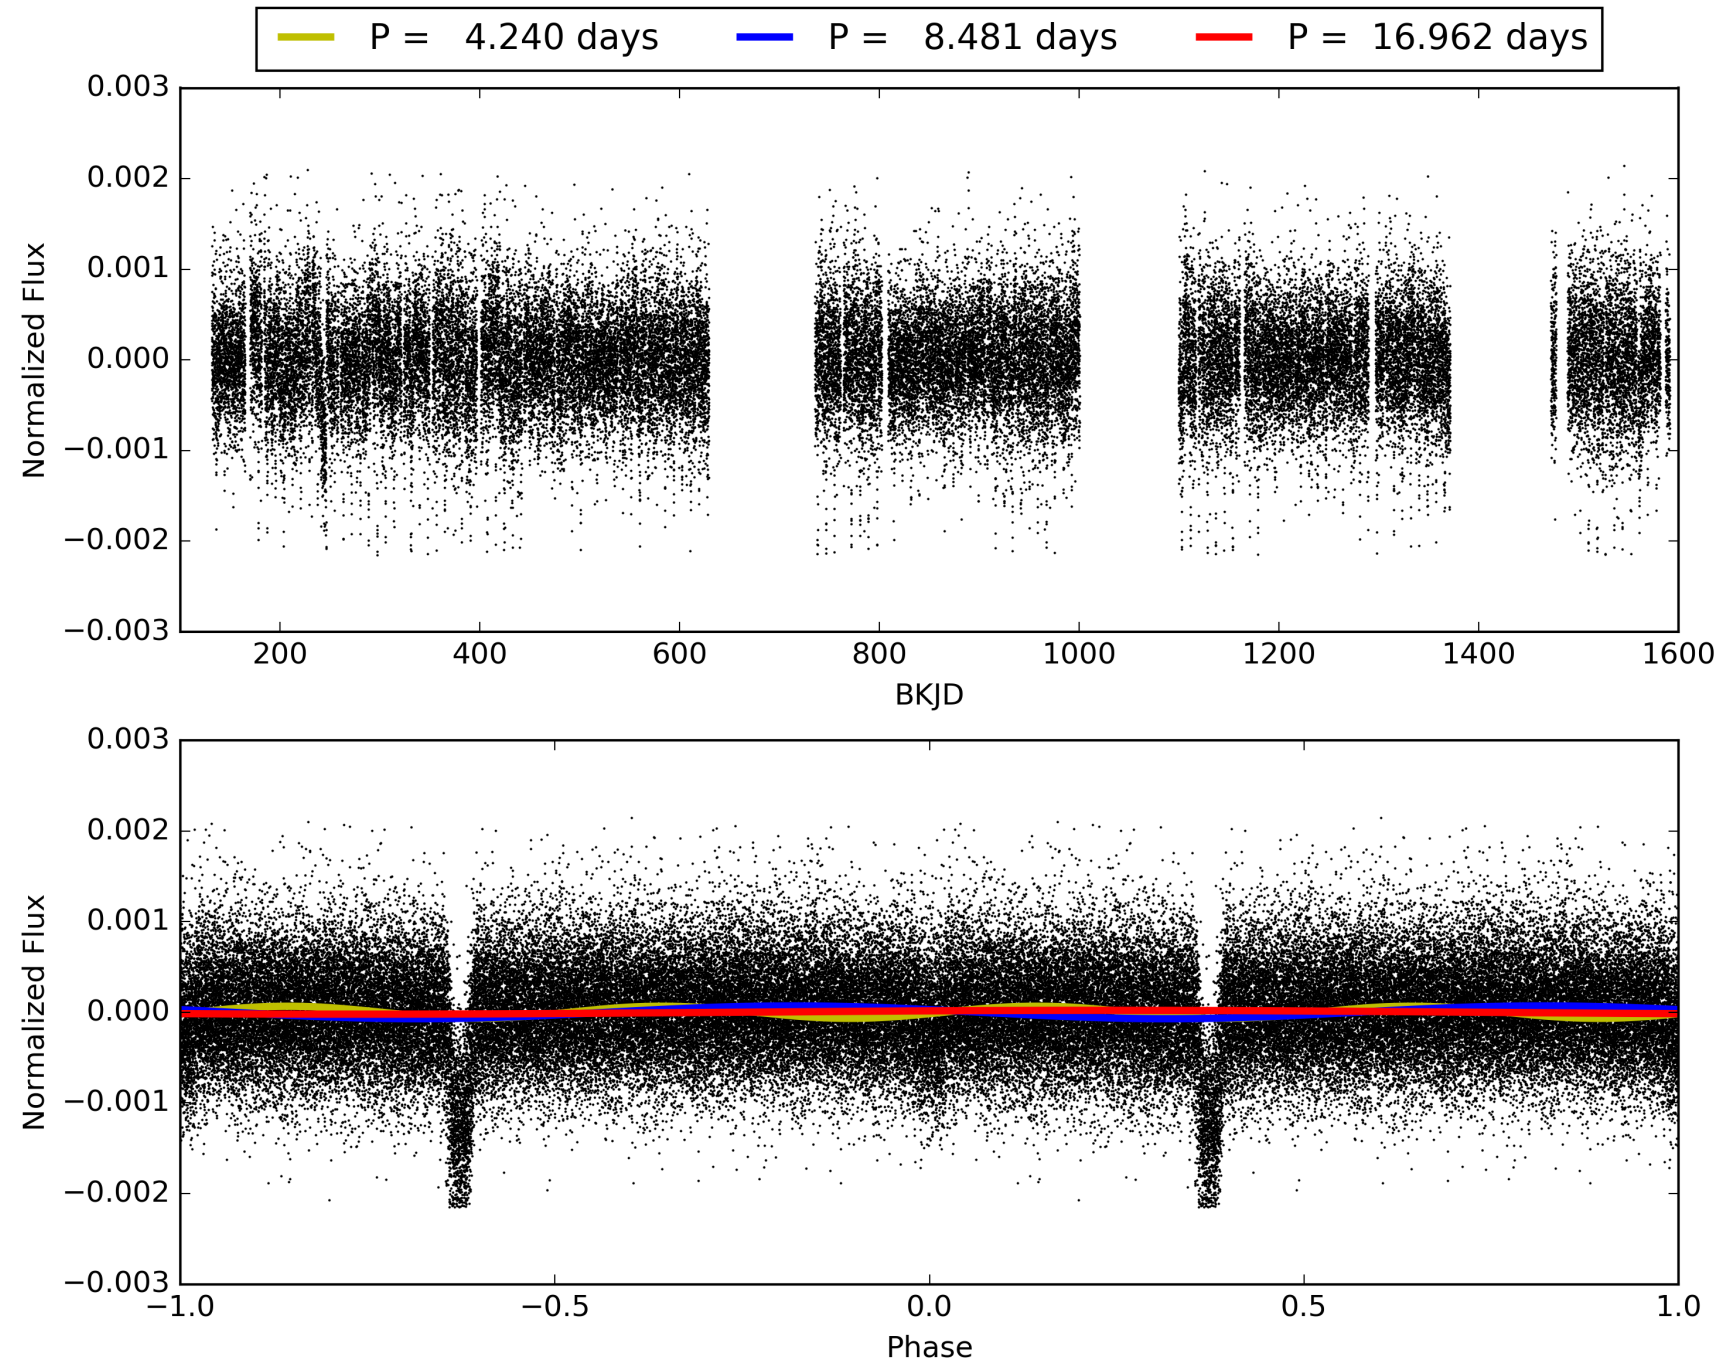 P = 4.240 days P = 8.481 days P = 16.962 days
0.003
0.002
0.001
0.000
−0.001
−0.002
−0.003
Normalized Flux
200 400 600 800 1000 1200 1400 1600
BKJD
0.003
0.002
0.001
0.000
−0.001
−0.002
−0.003
Normalized Flux
−1.0 −0.5 0.0 0.5 1.0
Phase